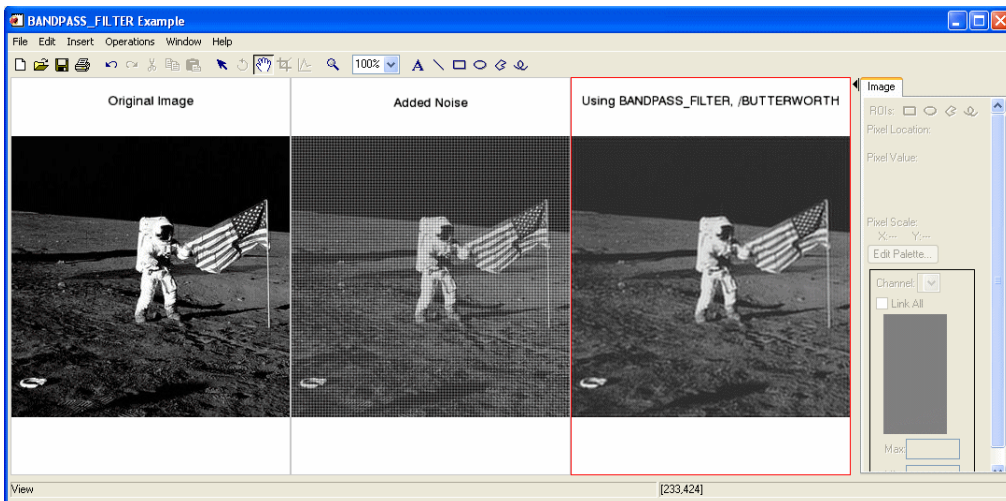 BANDPASS_FILTER Example
File Edit Insert Operations Window Help
100%
A
Original Image
Added Noise
Using BANDPASS_FILTER, /BUTTERWORTH
Image
ROIs:
Pixel Location:
Pixel Value:
Pixel Scale:
X:--- Y:---
Edit Palette...
Channel:
Link All
Max:
View
[233,424]